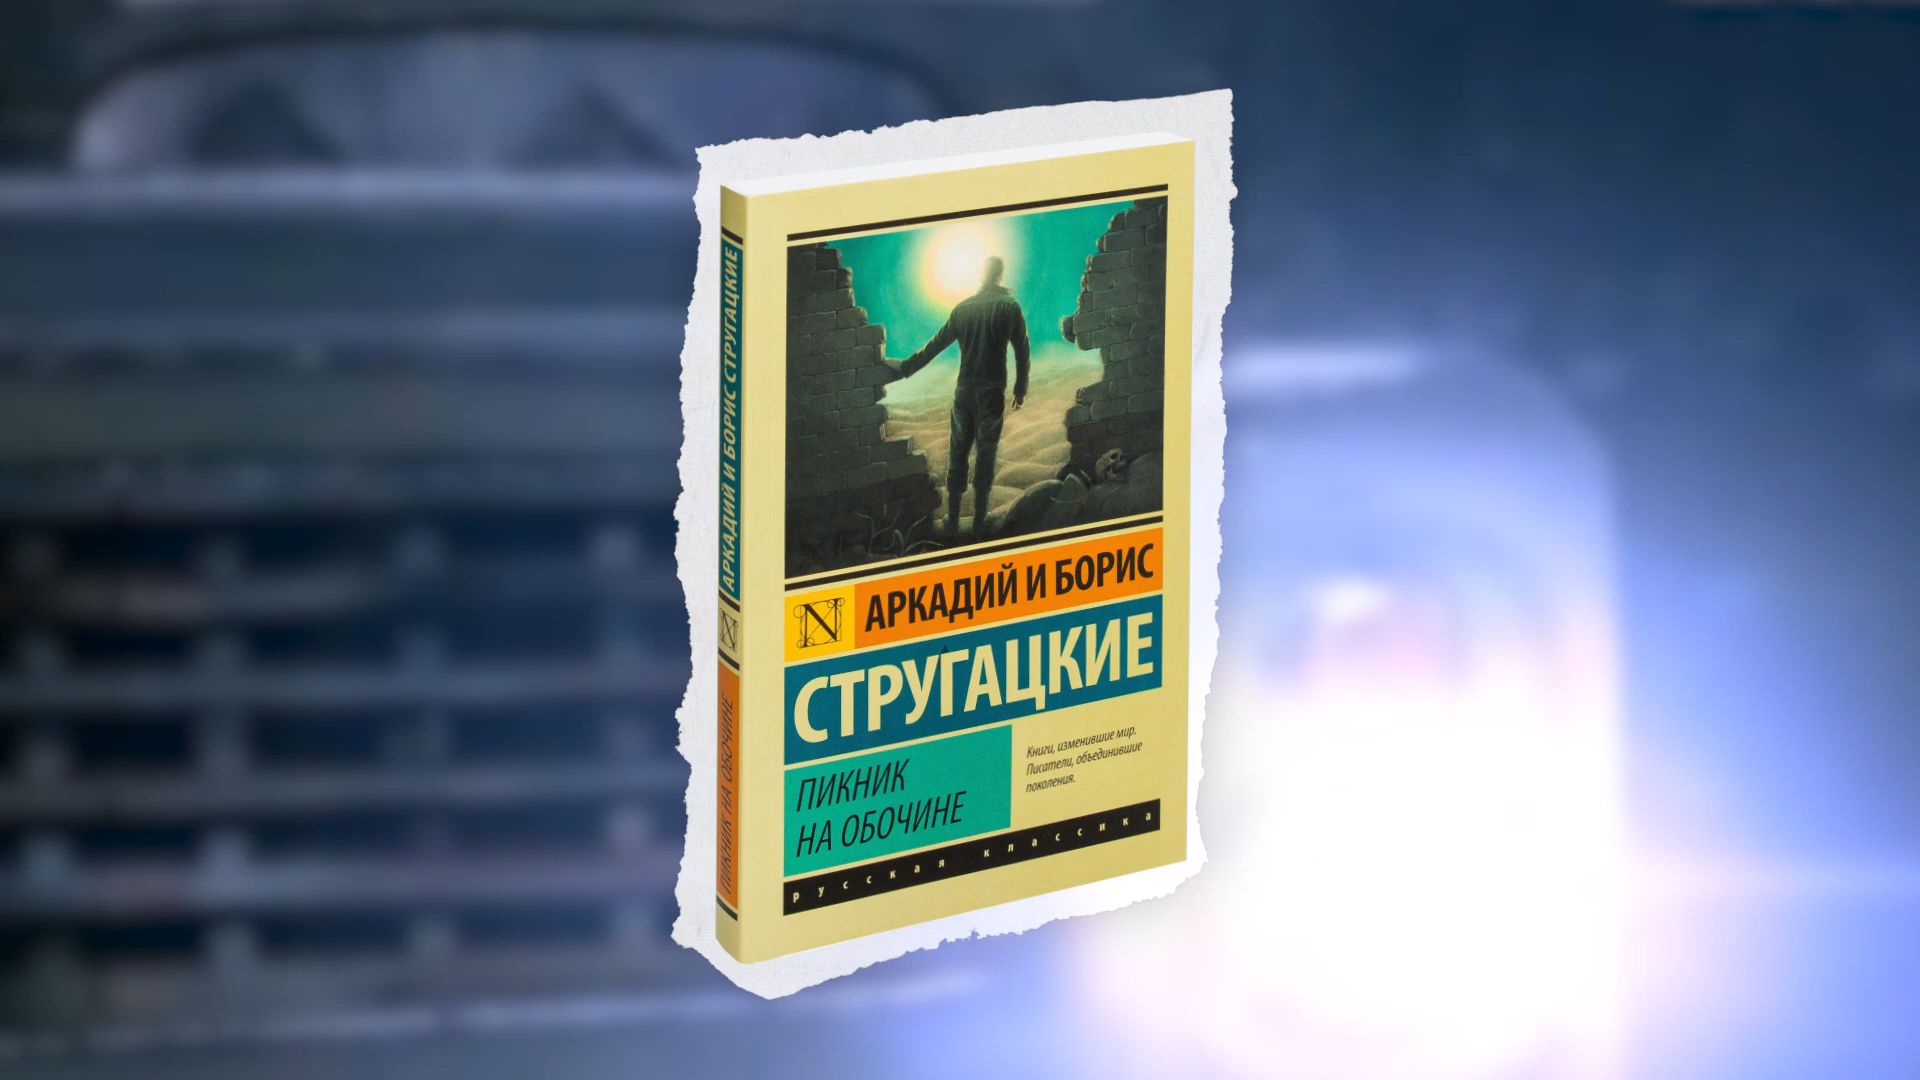 АРКАДИЙ И БОРИС СТРУГАЦКИЕ
N
ПИКНИК НА ОБОЧИНЕ
N
АРКАДИЙ И БОРИС
СТРУГАЦКИЕ
ПИКНИК
НА ОБОЧИНЕ
Книги, изменившие мир.
Писатели, объединившие
поколения.
русская классика